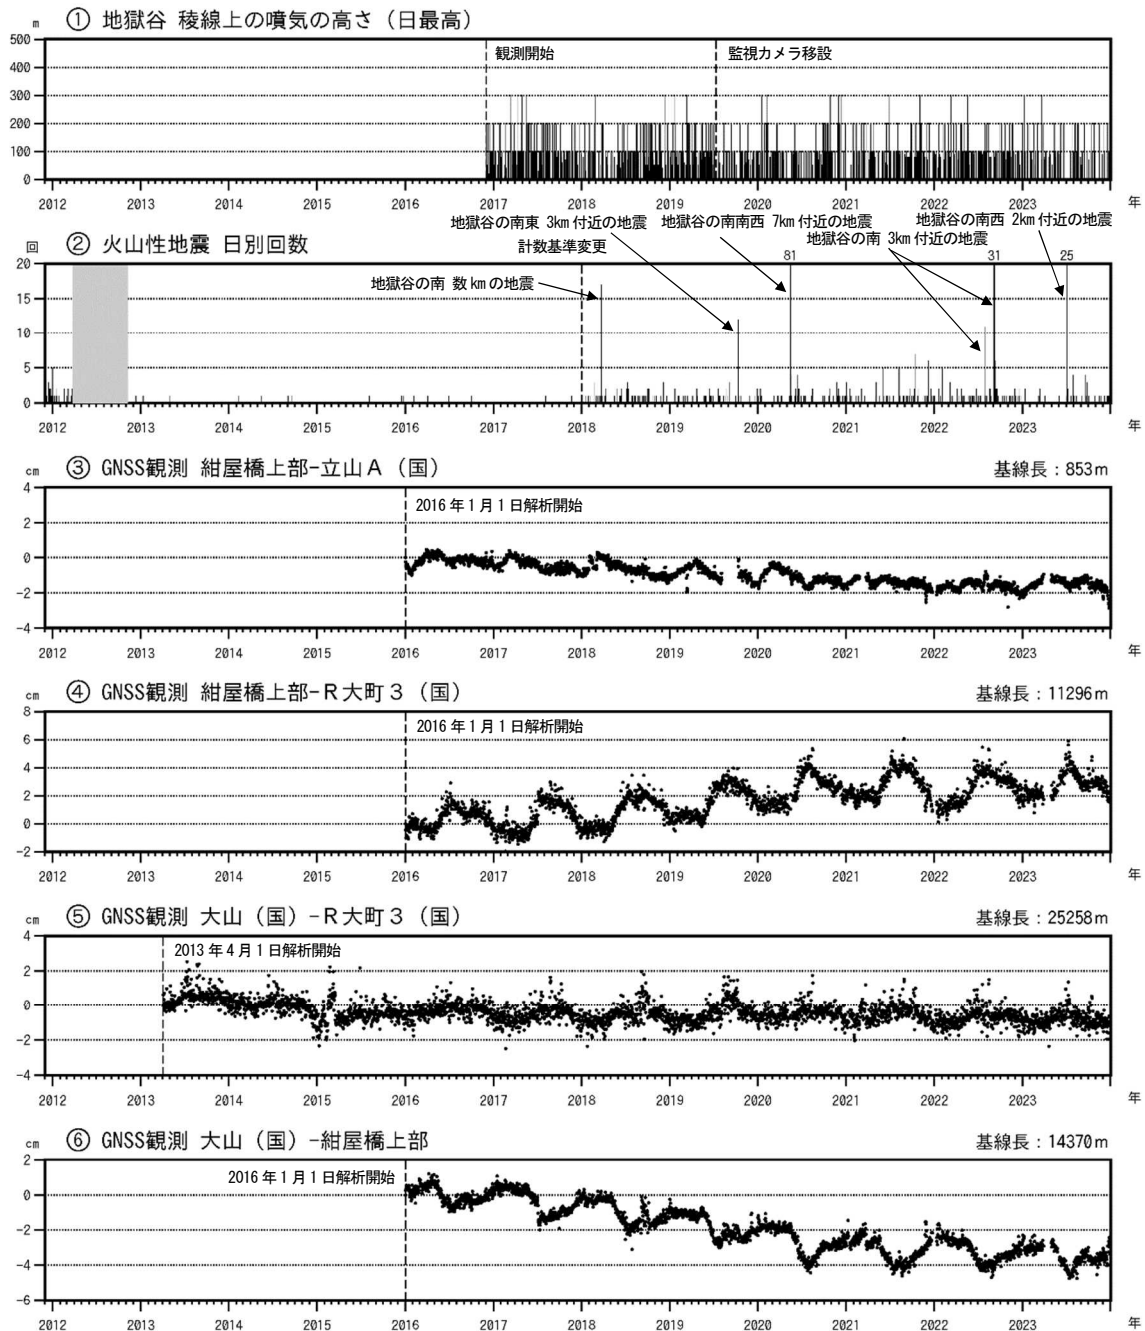 ① 地獄谷 稜線上の噴気の高さ（日最高）
m
500
400
300
200
100
0
観測開始
監視カメラ移設
2012 2013 2014 2015 2016 2017 2018 2019 2020 2021 2022 2023 年
② 火山性地震 日別回数
回
20
15
10
5
0
地獄谷の南東 3km付近の地震
地獄谷の南南西 7km付近の地震
地獄谷の南西 2km付近の地震
計数基準変更
地獄谷の南 3km付近の地震
地獄谷の南 数kmの地震
81
31
25
2012 2013 2014 2015 2016 2017 2018 2019 2020 2021 2022 2023 年
③ GNSS観測 紺屋橋上部-立山A（国）
基線長：853m
cm
4
2
0
-2
-4
2016年1月1日解析開始
2012 2013 2014 2015 2016 2017 2018 2019 2020 2021 2022 2023 年
④ GNSS観測 紺屋橋上部-R大町3（国）
基線長：11296m
cm
8
6
4
2
0
-2
2016年1月1日解析開始
2012 2013 2014 2015 2016 2017 2018 2019 2020 2021 2022 2023 年
⑤ GNSS観測 大山（国）-R大町3（国）
基線長：25258m
cm
4
2
0
-2
-4
2013年4月1日解析開始
2012 2013 2014 2015 2016 2017 2018 2019 2020 2021 2022 2023 年
⑥ GNSS観測 大山（国）-紺屋橋上部
基線長：14370m
cm
2
0
-2
-4
-6
2016年1月1日解析開始
2012 2013 2014 2015 2016 2017 2018 2019 2020 2021 2022 2023 年